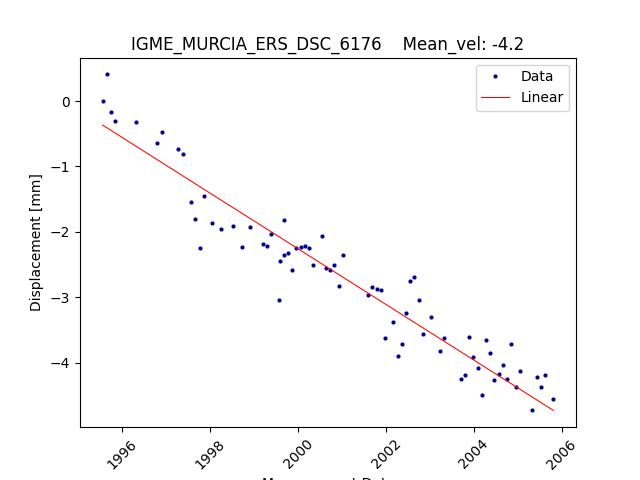 IGME_MURCIA_ERS_DSC_6176    Mean_vel: -4.2
Data
Linear
Displacement [mm]
0
−1
−2
−3
−4
1996
1998
2000
2002
2004
2006